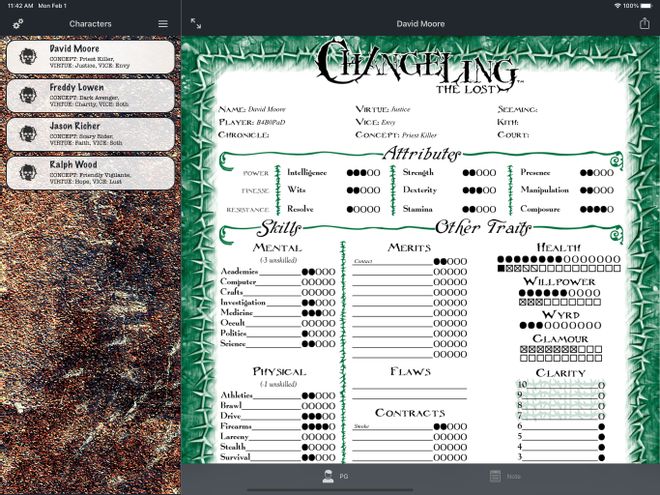 11:42 AM Mon Feb 1
100%
Characters
David Moore
David Moore
CONCEPT: Priest Killer,
VIRTUE: Justice, VICE: Envy
Freddy Lowen
CONCEPT: Dark Avenger,
VIRTUE: Charity, VICE: Soth
Jason Richer
CONCEPT: Scary Rider,
VIRTUE: Faith, VICE: Soth
Ralph Wood
CONCEPT: Friendly Vigilante,
VIRTUE: Hope, VICE: Lust
CHANGELING
THE LOST™
NAME: David Moore VIRTUE: Justice SEEMING:
PLAYER: B4B0PaD VICE: Envy KITH:
CHRONICLE: CONCEPT: Priest Killer COURT:
Attributes
POWER Intelligence Strength Presence
FINESSE Wits Dexterity Manipulation
RESISTANCE Resolve Stamina Composure
Skills Other Traits
MENTAL
(-3 unskilled)
Academies
Computer
Crafts
Investigation
Medicine
Occult
Politics
Science
PHYSICAL
(-1 unskilled)
Athletics
Brawl
Drive
Firearms
Larceny
Stealth
Survival
MERITS
Contact
FLAWS
CONTRACTS
Smoke
HEALTH
WILLPOWER
WYRD
GLAMOUR
CLARITY
10
9
8
7
6
5
4
3
PG
Note